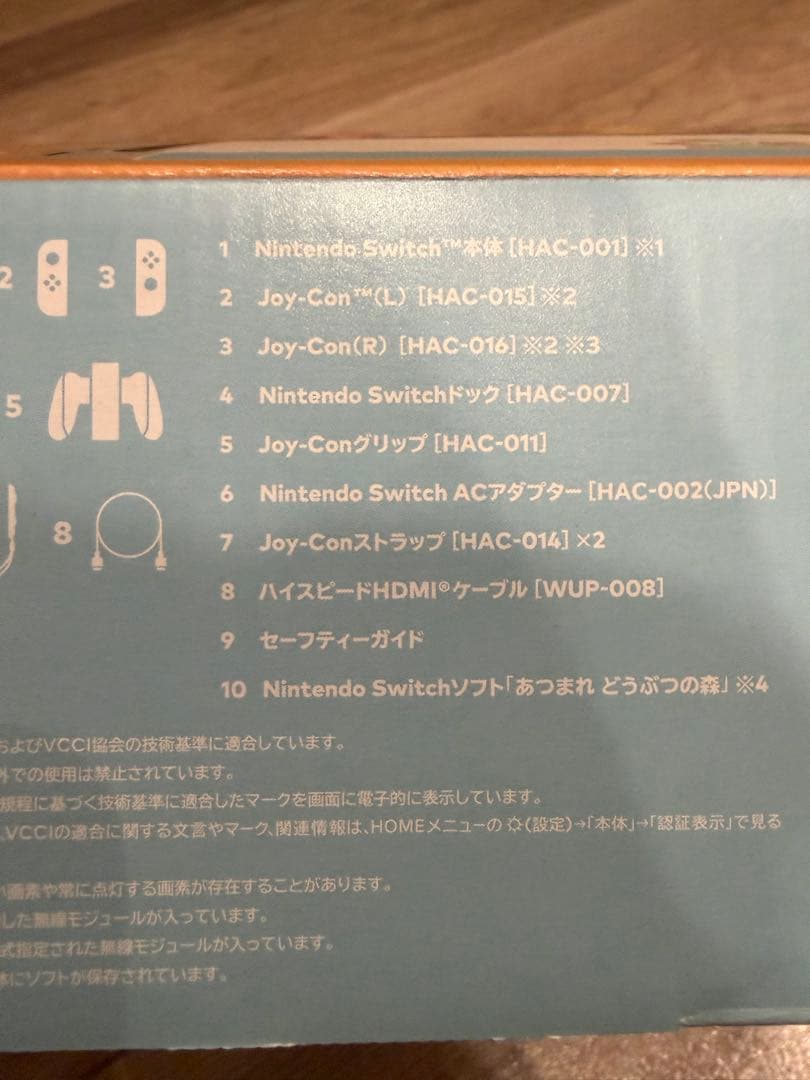 2
3
1 Nintendo Switch™本体[HAC-001]※1
2 Joy-Con™(L) [HAC-015]※2
3 Joy-Con(R) [HAC-016]※2 ※3
4 Nintendo Switchドック[HAC-007]
5
5 Joy-Conグリップ[HAC-011]
6 Nintendo Switch ACアダプター[HAC-002(JPN)]
8
7 Joy-Conストラップ[HAC-014]×2
8 ハイスピードHDMI®ケーブル[WUP-008]
9 セーフティーガイド
10 Nintendo Switchソフト「あつまれ どうぶつの森」※4
およびVCCI協会の技術基準に適合しています。
外での使用は禁止されています。
規程に基づく技術基準に適合したマークを画面に電子的に表示しています。
、VCCIの適合に関する文言やマーク、関連情報は、HOMEメニューの(設定)→「本体」→「認証表示」で見る
い画素や常に点灯する画素が存在することがあります。
した無線モジュールが入っています。
式指定された無線モジュールが入っています。
体にソフトが保存されています。